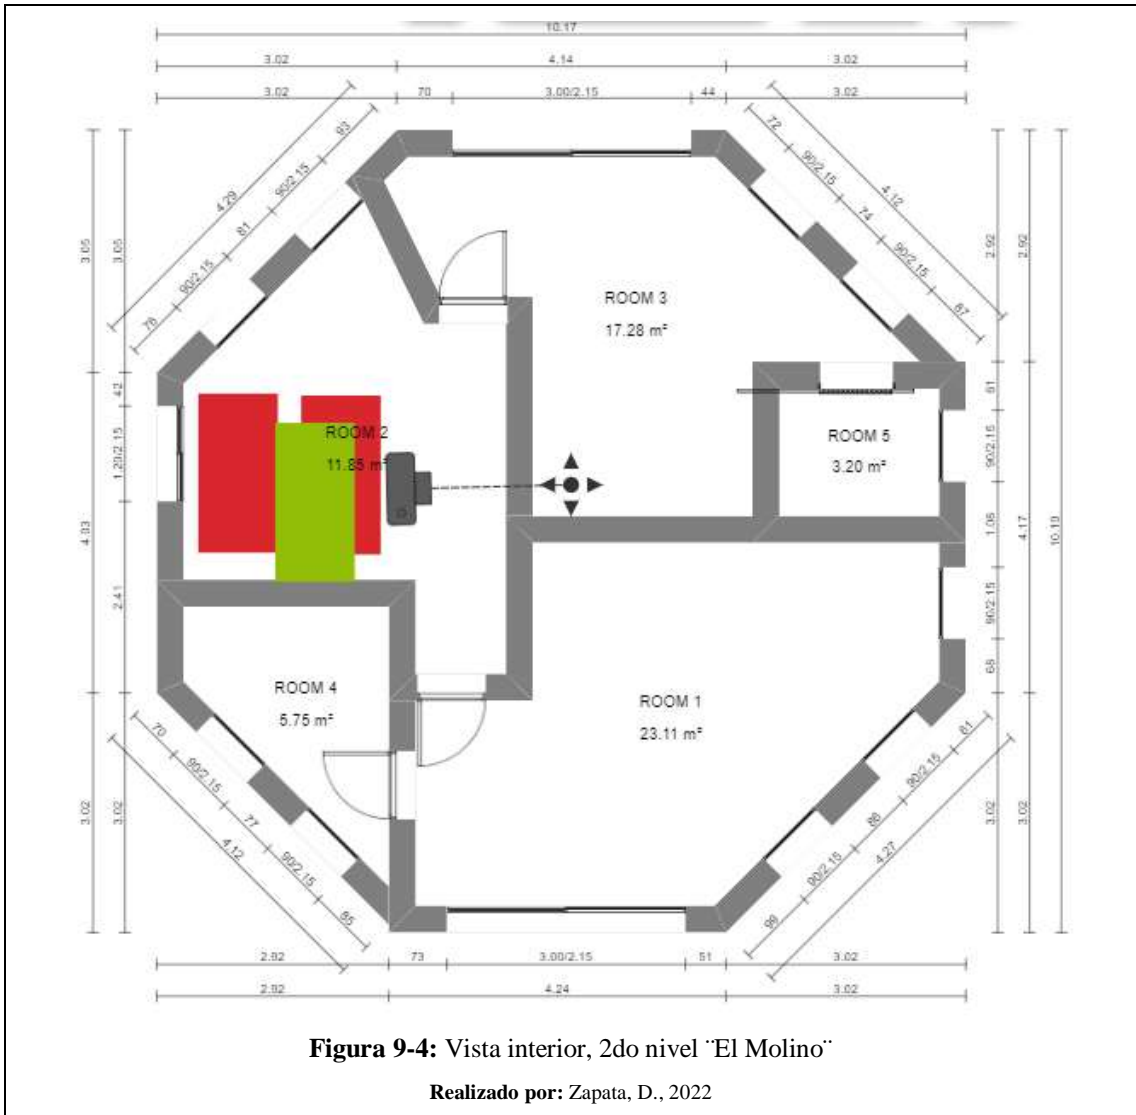 10.17
3.02 4.14 3.02
3.02 70 3.00/2.15 44 3.02
93
90/2.15
81
90/2.15
78
4.29
72
90/2.15
74
90/2.15
67
4.12
3.05 3.05
2.92 2.92
ROOM 3
17.28 m²
42
1.20/2.15
2.41
4.03
ROOM 2
11.85 m²
ROOM 5
3.20 m²
61
90/2.15
1.06
90/2.15
68
4.17
10.19
ROOM 4
5.75 m²
ROOM 1
23.11 m²
3.02 3.02
70
90/2.15
77
90/2.15
85
4.12
61
90/2.15
90/2.15
4.27
3.02 3.02
2.92 73 3.00/2.15 51 3.02
2.92 4.24 3.02
Figura 9-4: Vista interior, 2do nivel ¨El Molino¨
Realizado por: Zapata, D., 2022